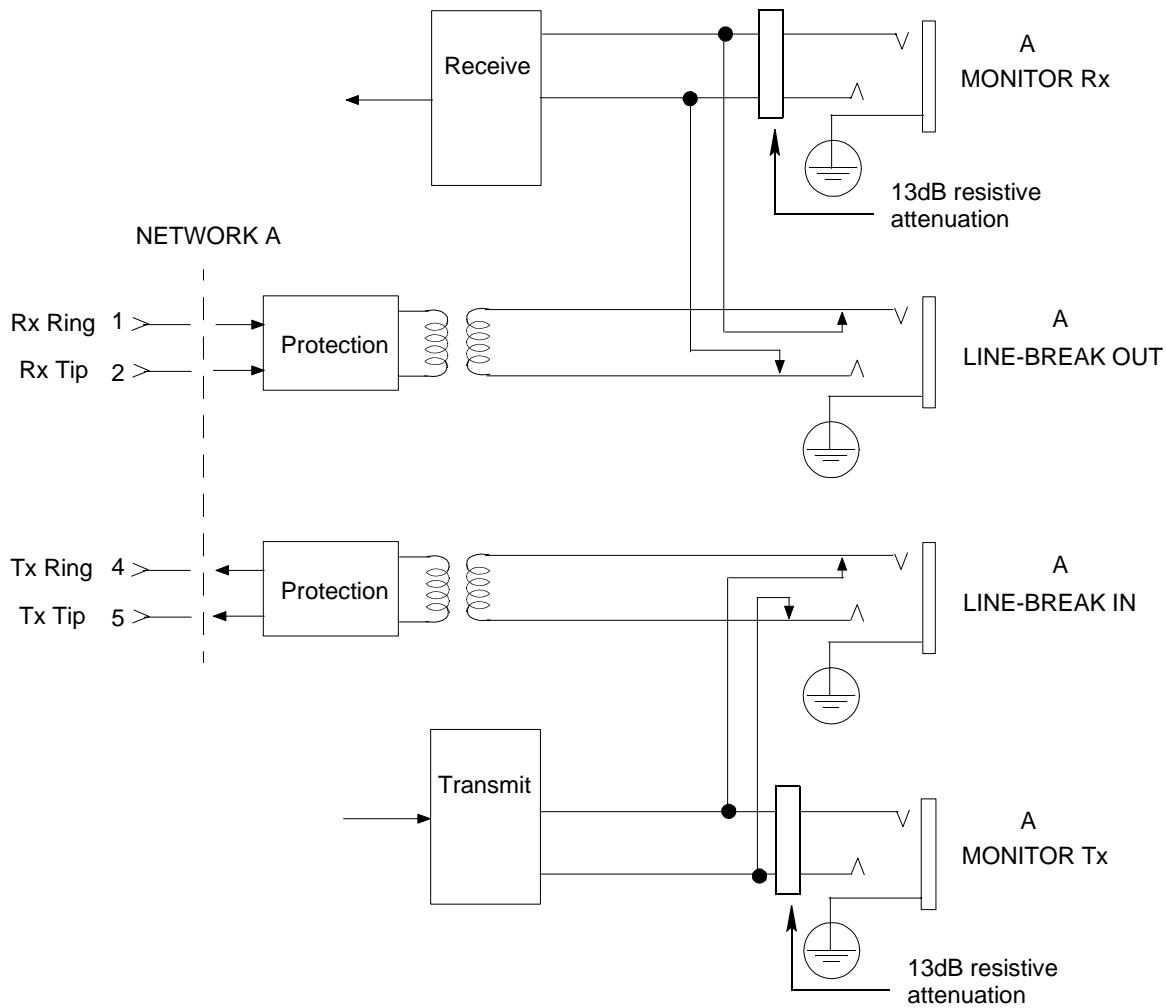 Receive
A
MONITOR Rx
13dB resistive
attenuation
NETWORK A
Rx Ring 1
Rx Tip 2
Protection
A
LINE-BREAK OUT
Tx Ring 4
Tx Tip 5
Protection
A
LINE-BREAK IN
Transmit
A
MONITOR Tx
13dB resistive
attenuation